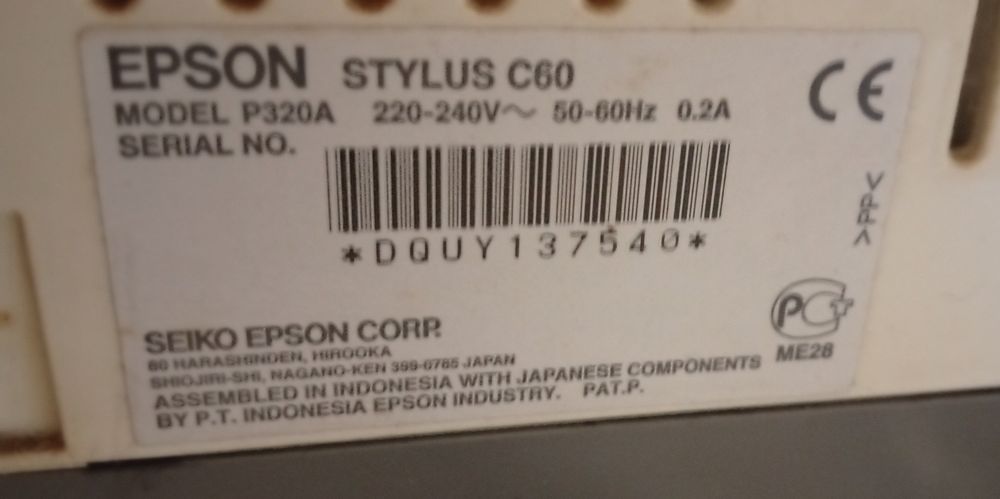 EPSON STYLUS C60
MODEL P320A 220-240V~ 50-60Hz 0.2A
SERIAL NO.
*DQUY137540*
CE
>PP<
SEIKO EPSON CORP.
80 HARASHINDEN, HIROOKA
SHIOJIRI-SHI, NAGANO-KEN 399-0785 JAPAN
ASSEMBLED IN INDONESIA WITH JAPANESE COMPONENTS
BY P.T. INDONESIA EPSON INDUSTRY. PAT.P.
PC
ME28